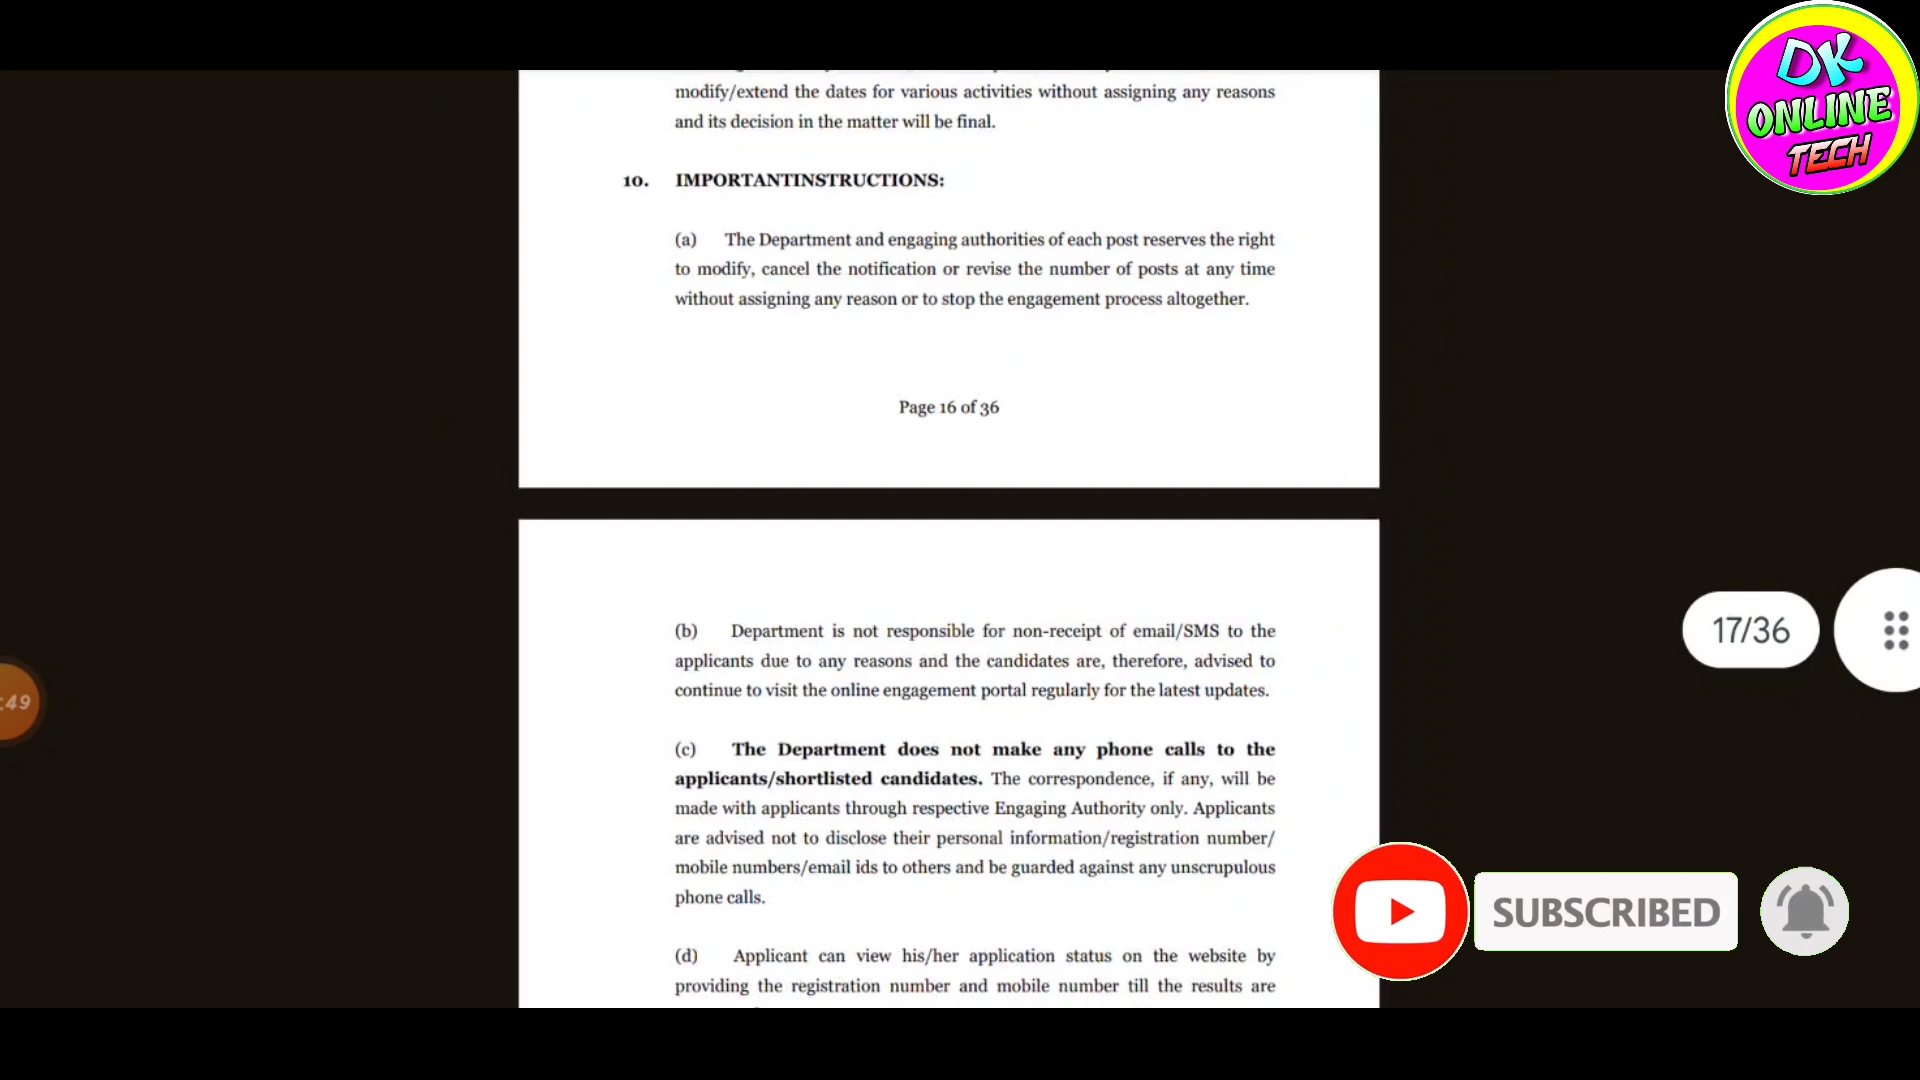 modify/extend the dates for various activities without assigning any reasons
and its decision in the matter will be final.
10. IMPORTANTINSTRUCTIONS:
(a) The Department and engaging authorities of each post reserves the right
to modify, cancel the notification or revise the number of posts at any time
without assigning any reason or to stop the engagement process altogether.
Page 16 of 36
(b) Department is not responsible for non-receipt of email/SMS to the
applicants due to any reasons and the candidates are, therefore, advised to
continue to visit the online engagement portal regularly for the latest updates.
(c) The Department does not make any phone calls to the
applicants/shortlisted candidates. The correspondence, if any, will be
made with applicants through respective Engaging Authority only. Applicants
are advised not to disclose their personal information/registration number/
mobile numbers/email ids to others and be guarded against any unscrupulous
phone calls.
(d) Applicant can view his/her application status on the website by
providing the registration number and mobile number till the results are
DK
ONLINE
TECH
17/36
:49
SUBSCRIBED